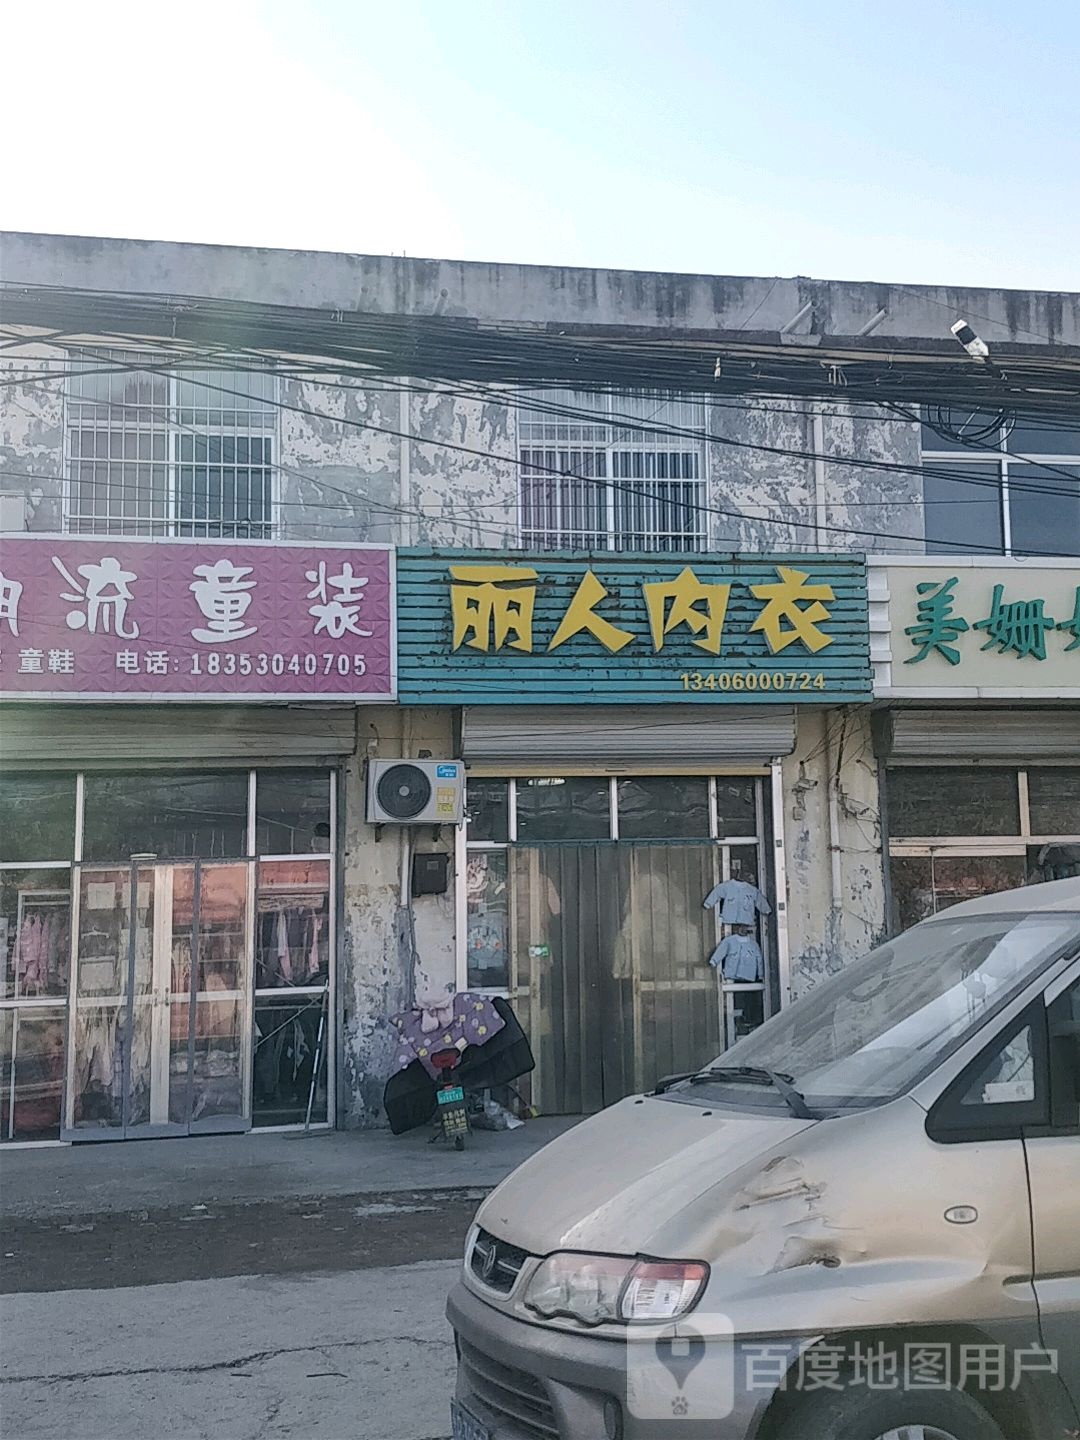 流童装
童鞋 电话:18353040705
丽人内衣
13406000724
美姗
百度地图用户